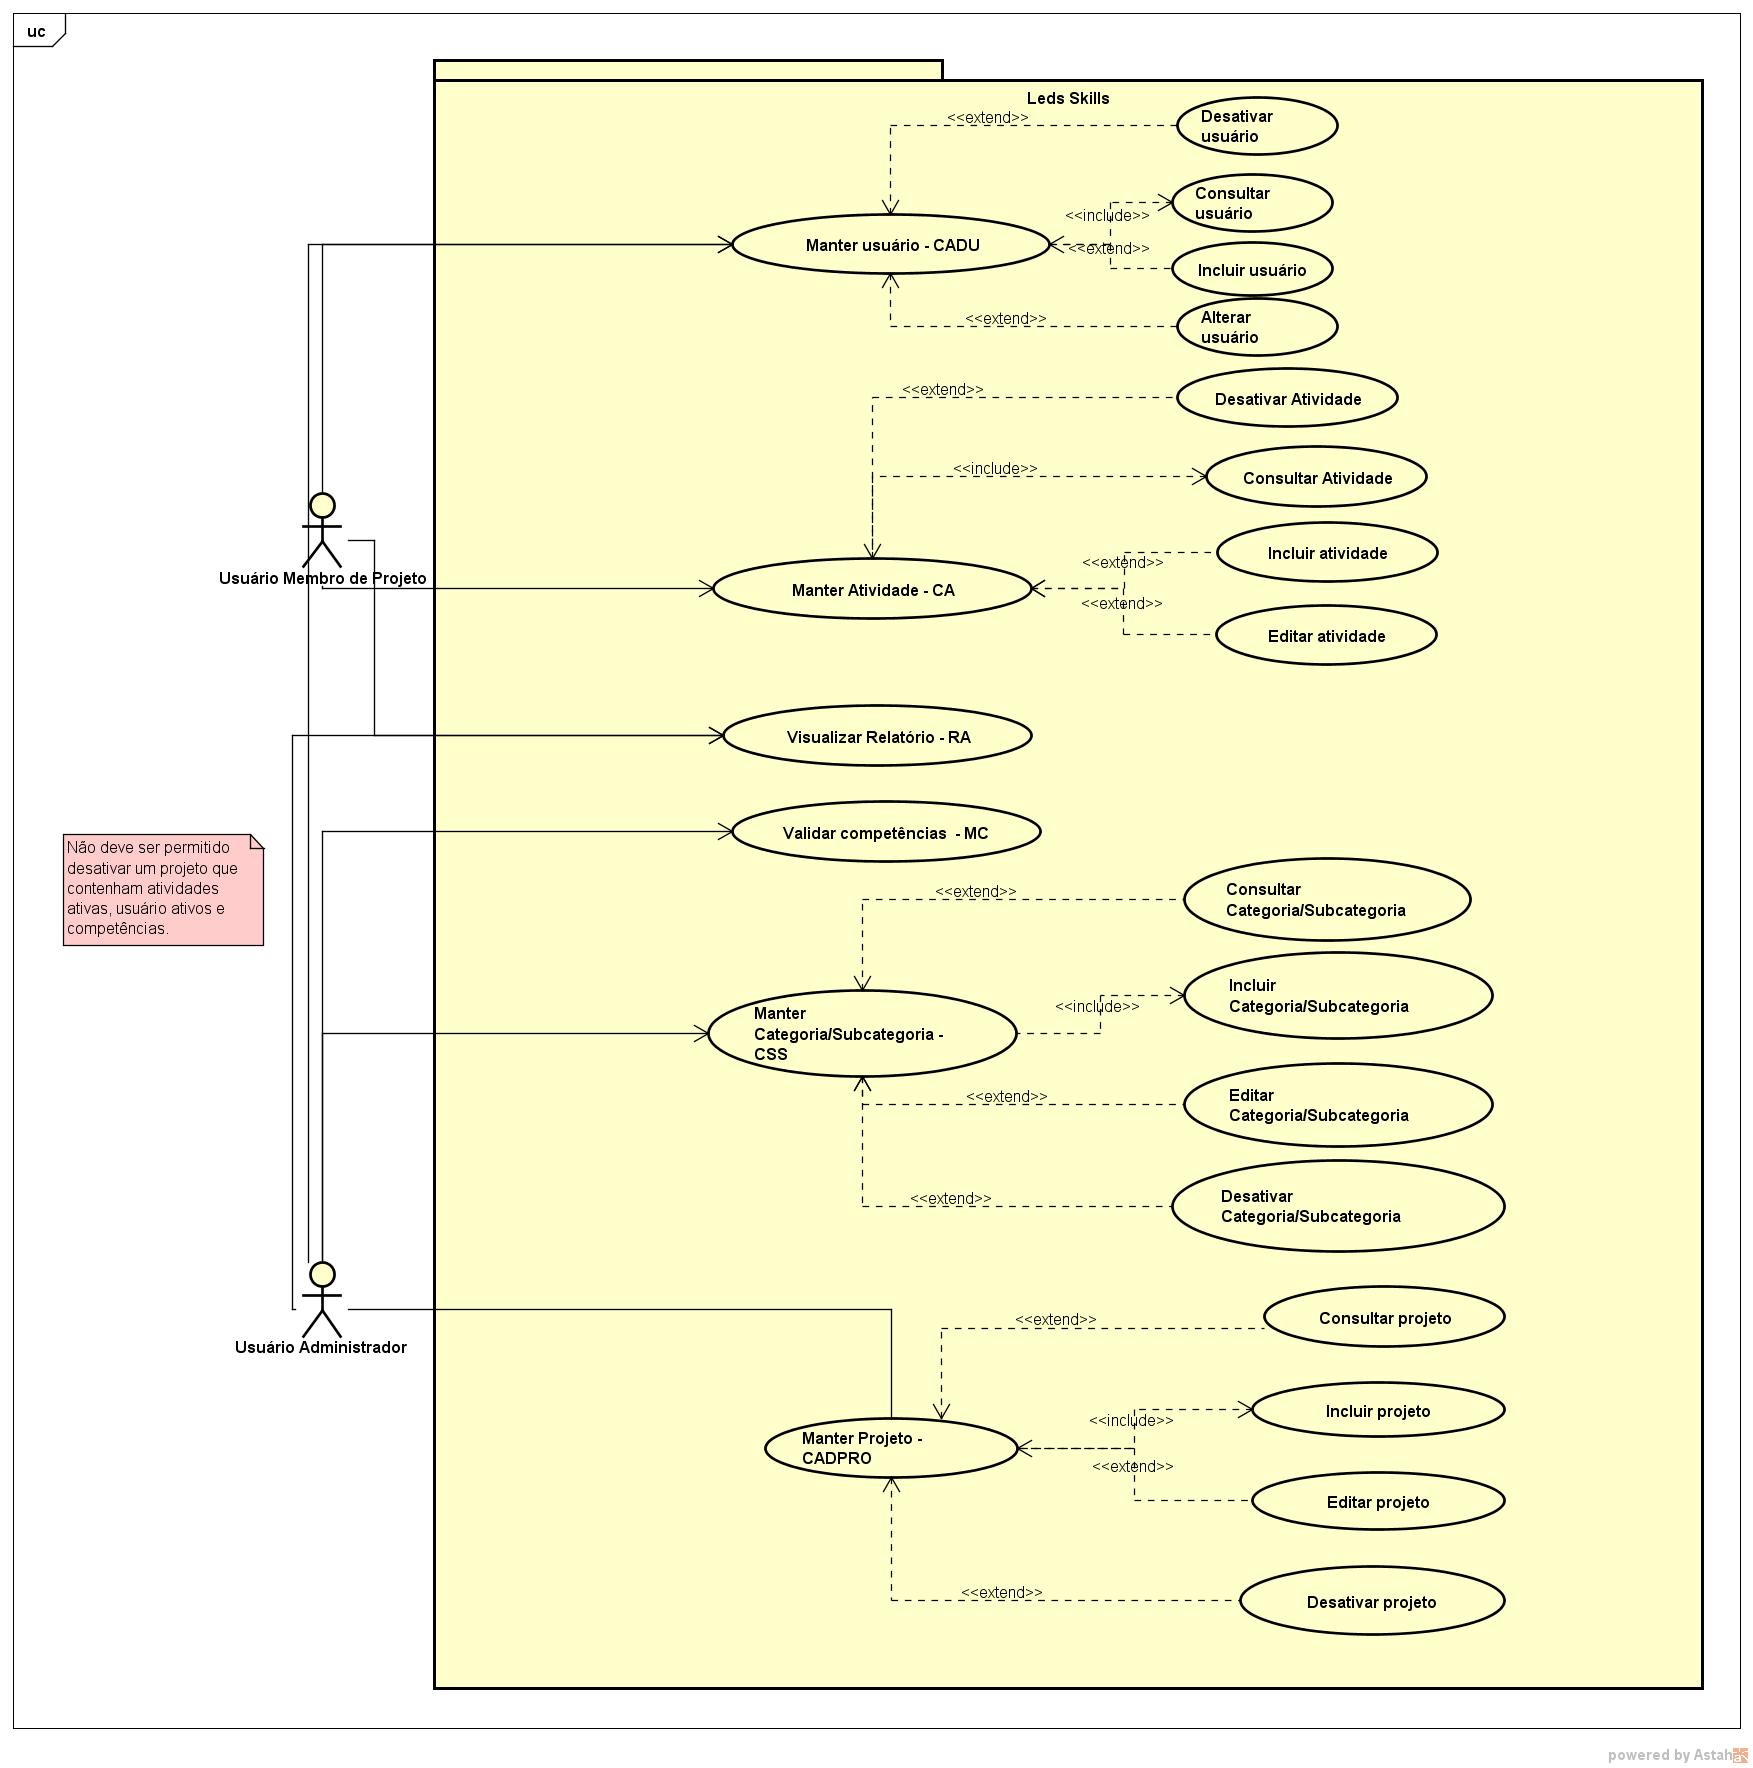 uc
Leds Skills
<<extend>>
Desativar
usuário
Consultar
usuário
<<include>>
Manter usuário - CADU
<<extend>>
Incluir usuário
<<extend>>
Alterar
usuário
<<extend>>
Desativar Atividade
<<include>>
Consultar Atividade
Usuário Membro de Projeto
Manter Atividade - CA
<<extend>>
Incluir atividade
<<extend>>
Editar atividade
Visualizar Relatório - RA
Validar competências  - MC
Não deve ser permitido
desativar um projeto que
contenham atividades
ativas, usuário ativos e
competências.
<<extend>>
Consultar
Categoria/Subcategoria
<<include>>
Incluir
Categoria/Subcategoria
Manter
Categoria/Subcategoria -
CSS
<<extend>>
Editar
Categoria/Subcategoria
<<extend>>
Desativar
Categoria/Subcategoria
Usuário Administrador
<<extend>>
Consultar projeto
<<include>>
Incluir projeto
Manter Projeto -
CADPRO
<<extend>>
Editar projeto
<<extend>>
Desativar projeto
powered by Astah